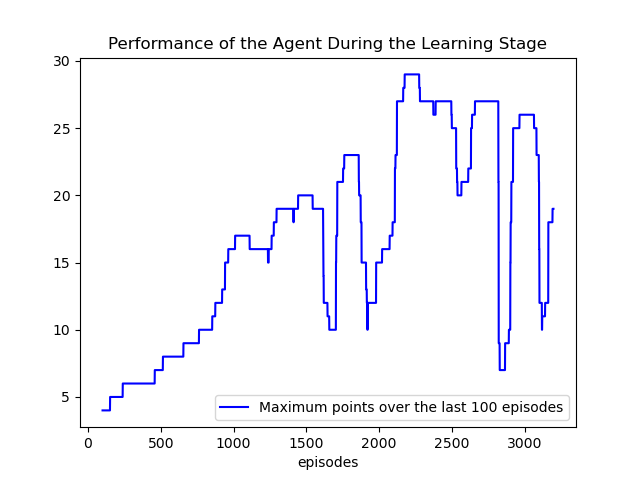 Performance of the Agent During the Learning Stage
30
25
20
15
10
5
Maximum points over the last 100 episodes
0 500 1000 1500 2000 2500 3000
episodes